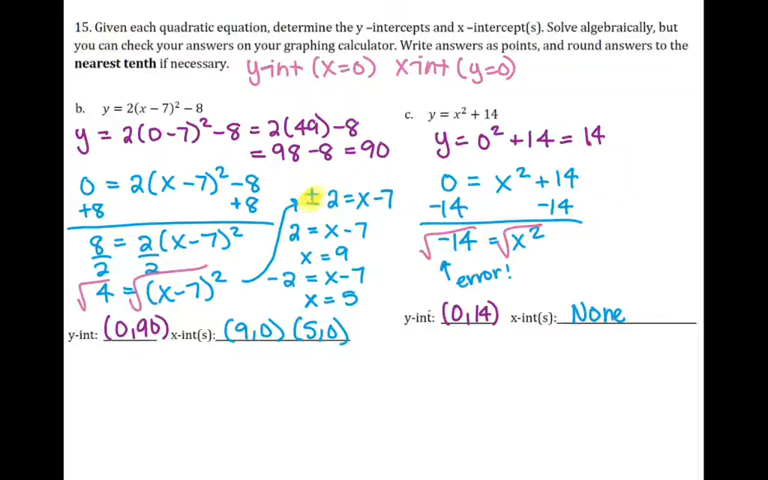 15. Given each quadratic equation, determine the y –intercepts and x –intercept(s). Solve algebraically, but
you can check your answers on your graphing calculator. Write answers as points, and round answers to the
nearest tenth if necessary. y-int (x=0) x-int (y=0)
b. y = 2(x – 7)² – 8
y = 2(0-7)² -8 = 2(49) -8
= 98 -8 = 90
0 = 2(x-7)² -8
+8 +8
8 = 2(x-7)²
2 2
√4 = √(x-7)²
± 2 = x-7
2 = x-7
x = 9
-2 = x-7
x = 5
y-int: (0,90) x-int(s): (9,0) (5,0)
c. y = x² + 14
y = 0² +14 = 14
0 = x² +14
-14 -14
√-14 = √x²
↑ error!
y-int: (0,14) x-int(s): None